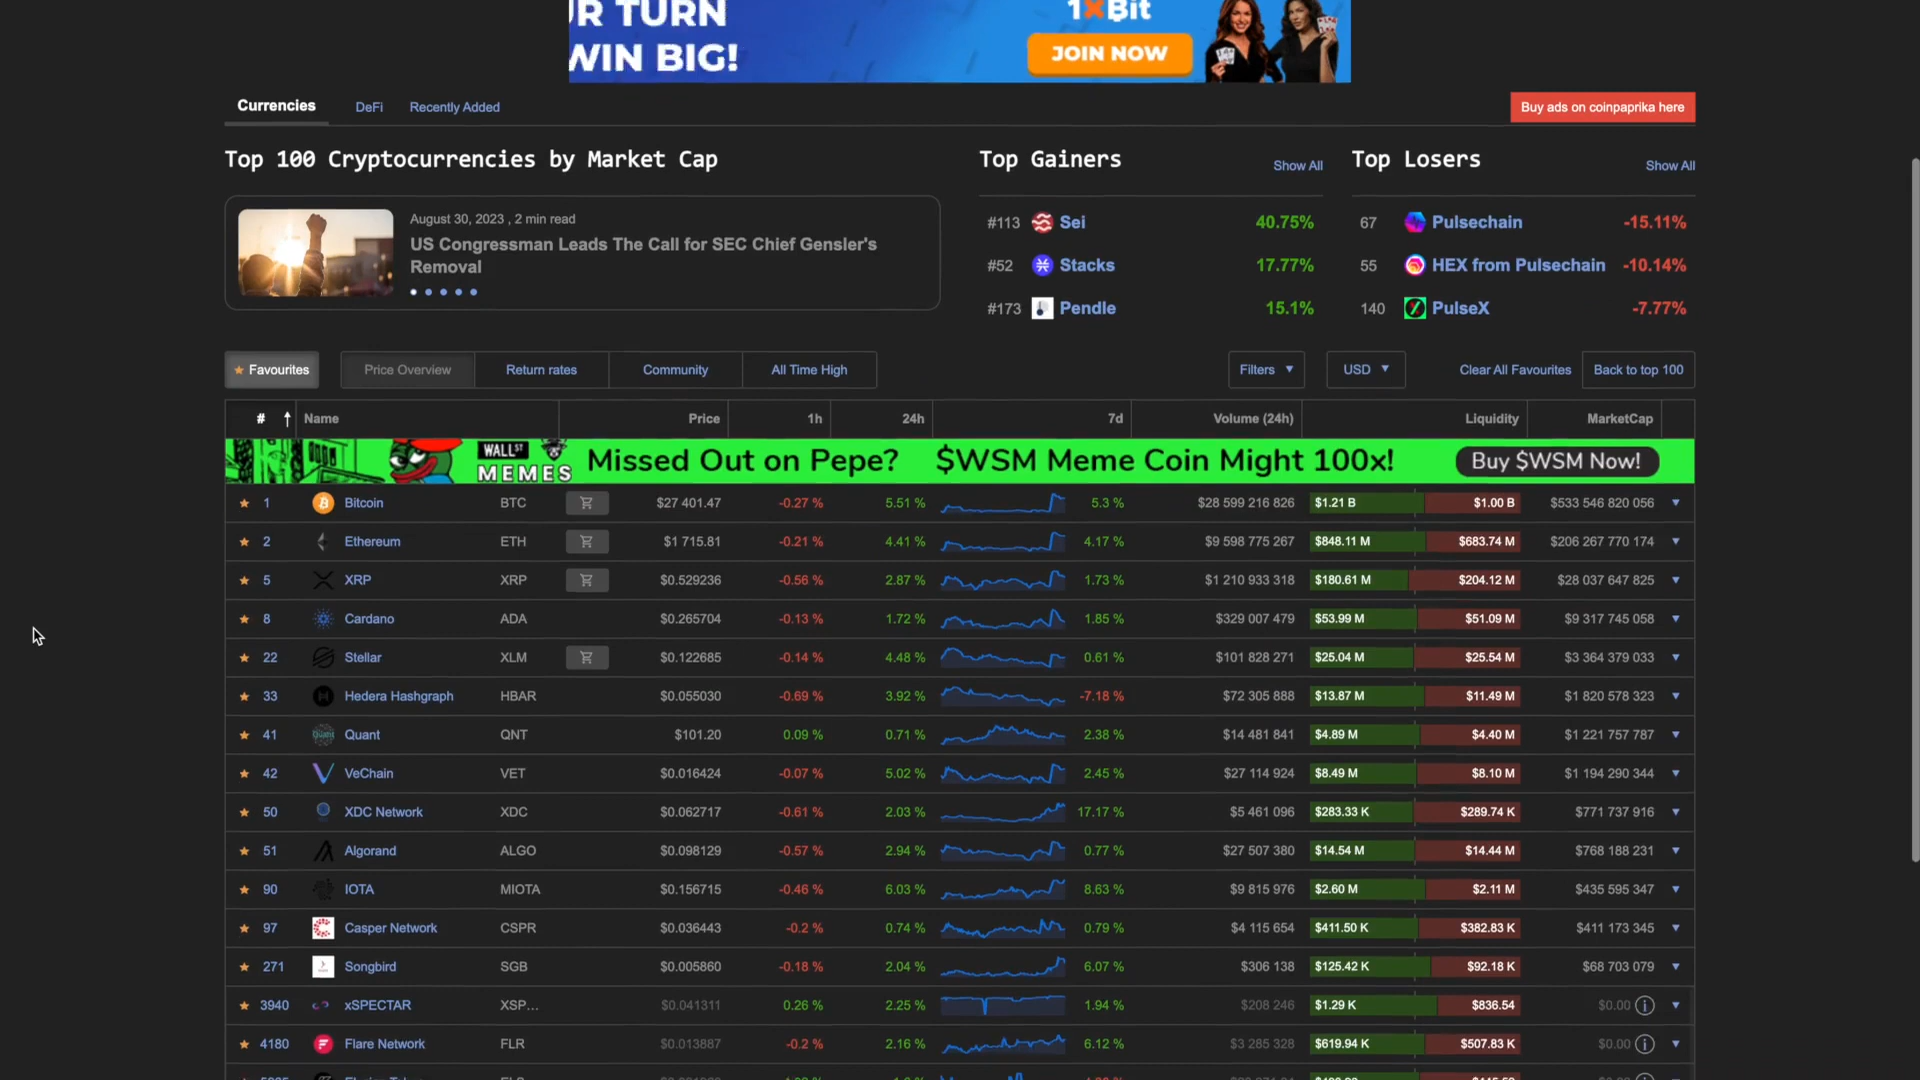 UR TURN
WIN BIG!
1XBit
JOIN NOW
Currencies DeFi Recently Added
Buy ads on coinpaprika here
Top 100 Cryptocurrencies by Market Cap
August 30, 2023 , 2 min read
US Congressman Leads The Call for SEC Chief Gensler's
Removal
Top Gainers Show All
#113 Sei 40.75%
#52 Stacks 17.77%
#173 Pendle 15.1%
Top Losers Show All
67 Pulsechain -15.11%
55 HEX from Pulsechain -10.14%
140 PulseX -7.77%
Favourites Price Overview Return rates Community All Time High Filters USD Clear All Favourites Back to top 100
# Name Price 1h 24h 7d Volume (24h) Liquidity MarketCap
WALL ST MEMES Missed Out on Pepe? $WSM Meme Coin Might 100x! Buy $WSM Now!
1 Bitcoin BTC $27 401.47 -0.27 % 5.51 % 5.3 % $28 599 216 826 $1.21 B $1.00 B $533 546 820 056
2 Ethereum ETH $1 715.81 -0.21 % 4.41 % 4.17 % $9 598 775 267 $848.11 M $683.74 M $206 267 770 174
5 XRP XRP $0.529236 -0.56 % 2.87 % 1.73 % $1 210 933 318 $180.61 M $204.12 M $28 037 647 825
8 Cardano ADA $0.265704 -0.13 % 1.72 % 1.85 % $329 007 479 $53.99 M $51.09 M $9 317 745 058
22 Stellar XLM $0.122685 -0.14 % 4.48 % 0.61 % $101 828 271 $25.04 M $25.54 M $3 364 379 033
33 Hedera Hashgraph HBAR $0.055030 -0.69 % 3.92 % -7.18 % $72 305 888 $13.87 M $11.49 M $1 820 578 323
41 Quant QNT $101.20 0.09 % 0.71 % 2.38 % $14 481 841 $4.89 M $4.40 M $1 221 757 787
42 VeChain VET $0.016424 -0.07 % 5.02 % 2.45 % $27 114 924 $8.49 M $8.10 M $1 194 290 344
50 XDC Network XDC $0.062717 -0.61 % 2.03 % 17.17 % $5 461 096 $283.33 K $289.74 K $771 737 916
51 Algorand ALGO $0.098129 -0.57 % 2.94 % 0.77 % $27 507 380 $14.54 M $14.44 M $768 188 231
90 IOTA MIOTA $0.156715 -0.46 % 6.03 % 8.63 % $9 815 976 $2.60 M $2.11 M $435 595 347
97 Casper Network CSPR $0.036443 -0.2 % 0.74 % 0.79 % $4 115 654 $411.50 K $382.83 K $411 173 345
271 Songbird SGB $0.005860 -0.18 % 2.04 % 6.07 % $306 138 $125.42 K $92.18 K $68 703 079
3940 xSPECTAR XSP... $0.041311 0.26 % 2.25 % 1.94 % $208 246 $1.29 K $836.54 $0.00
4180 Flare Network FLR $0.013887 -0.2 % 2.16 % 6.12 % $3 285 328 $619.94 K $507.83 K $0.00